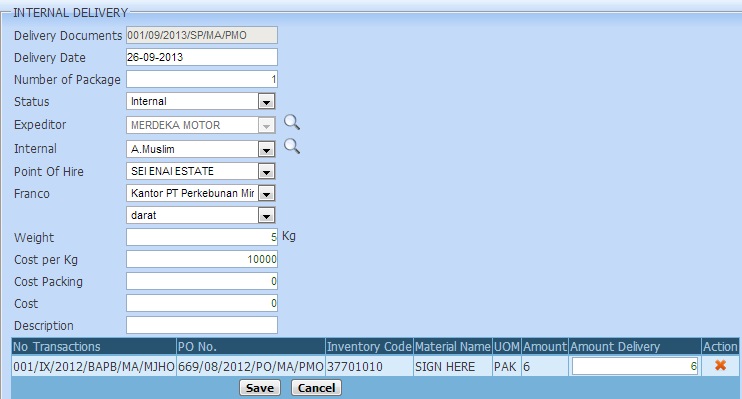 INTERNAL DELIVERY
Delivery Documents 001/09/2013/SP/MA/PMO
Delivery Date 26-09-2013
Number of Package 1
Status Internal
Expeditor MERDEKA MOTOR
Internal A.Muslim
Point Of Hire SEI ENAI ESTATE
Franco Kantor PT Perkebunan Mir
darat
Weight 5 Kg
Cost per Kg 10000
Cost Packing 0
Cost 0
Description
No Transactions PO No. Inventory Code Material Name UOM Amount Amount Delivery Action
001/IX/2012/BAPB/MA/MJHO 669/08/2012/PO/MA/PMO 37701010 SIGN HERE PAK 6 6
Save Cancel